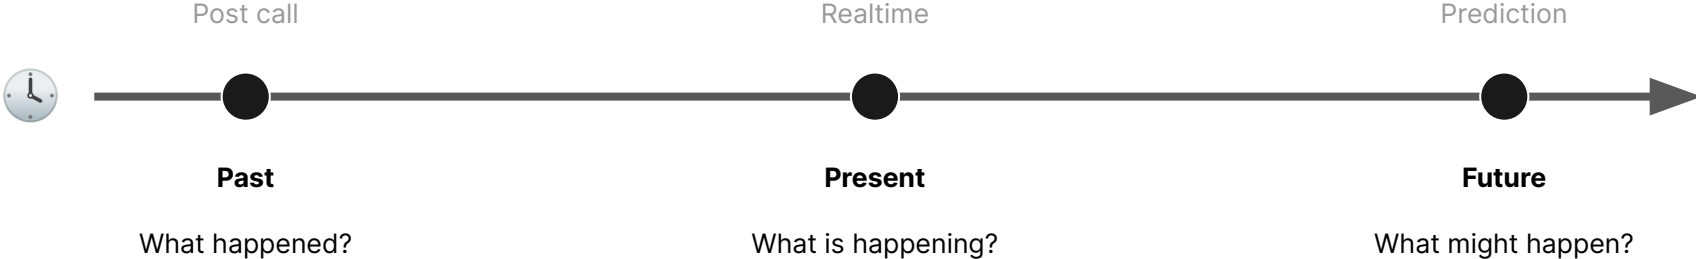 Post call
Realtime
Prediction
Past
Present
Future
What happened?
What is happening?
What might happen?